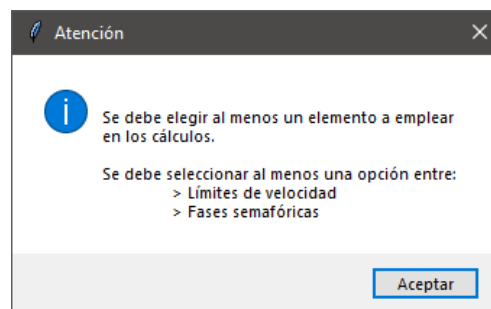 Atención
Se debe elegir al menos un elemento a emplear
en los cálculos.
Se debe seleccionar al menos una opción entre:
> Límites de velocidad
> Fases semafóricas
Aceptar